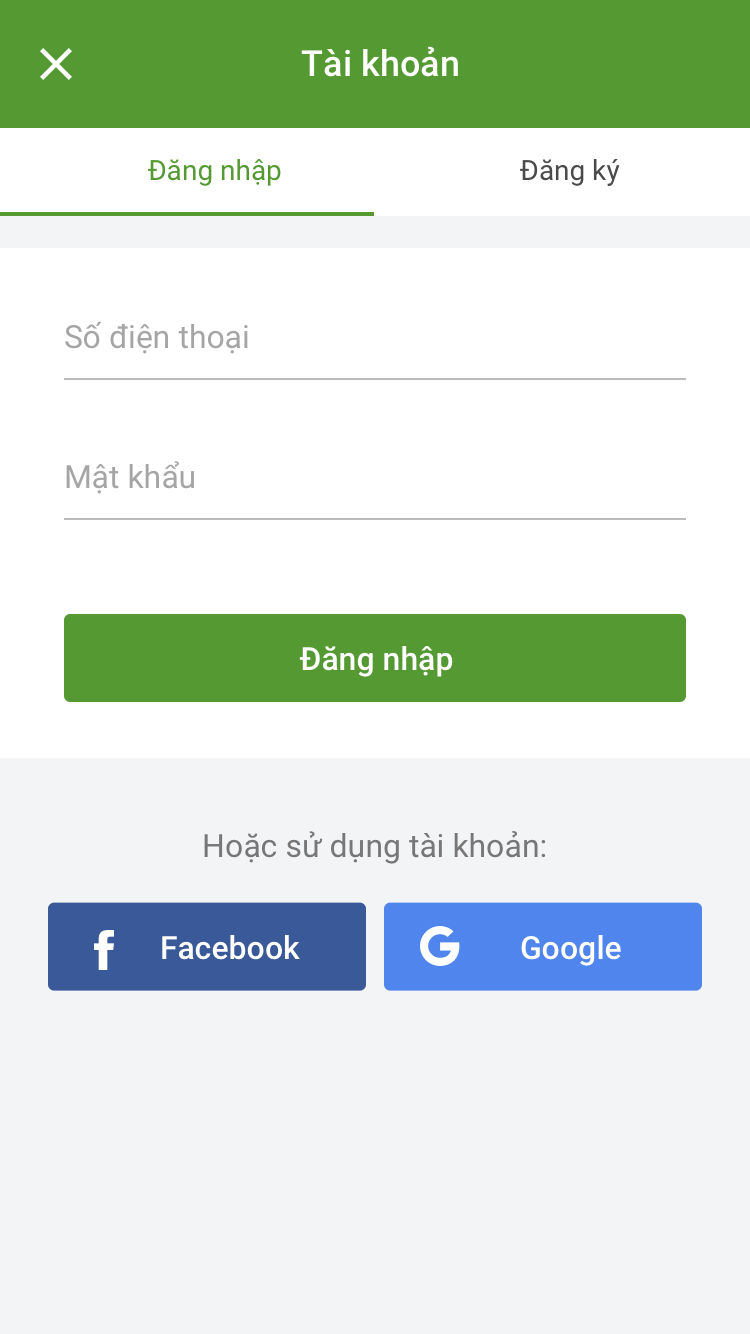 Tài khoản
Đăng nhập Đăng ký
Số điện thoại
Mật khẩu
Đăng nhập
Hoặc sử dụng tài khoản:
Facebook Google